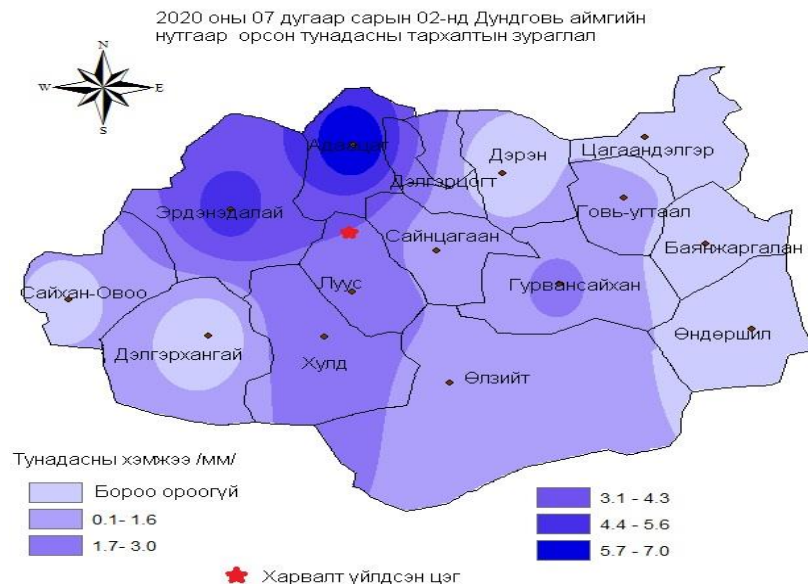 2020 оны 07 дугаар сарын 02-нд Дундговь аймгийн
нутгаар орсон тунадасны тархалтын зураглал
N
W E
S
Адаацаг
Дэрэн
Цагаандэлгэр
Дэлгэрцогт
Эрдэнэдалай
Говь-угтаал
Сайнцагаан
Баянжаргалан
Луус
Гурвансайхан
Сайхан-Овоо
Өндөршил
Дэлгэрхангай
Хулд
Өлзийт
Тунадасны хэмжээ /мм/
Бороо ороогүй
0.1- 1.6
1.7- 3.0
3.1 - 4.3
4.4 - 5.6
5.7 - 7.0
Харвалт үйлдсэн цэг